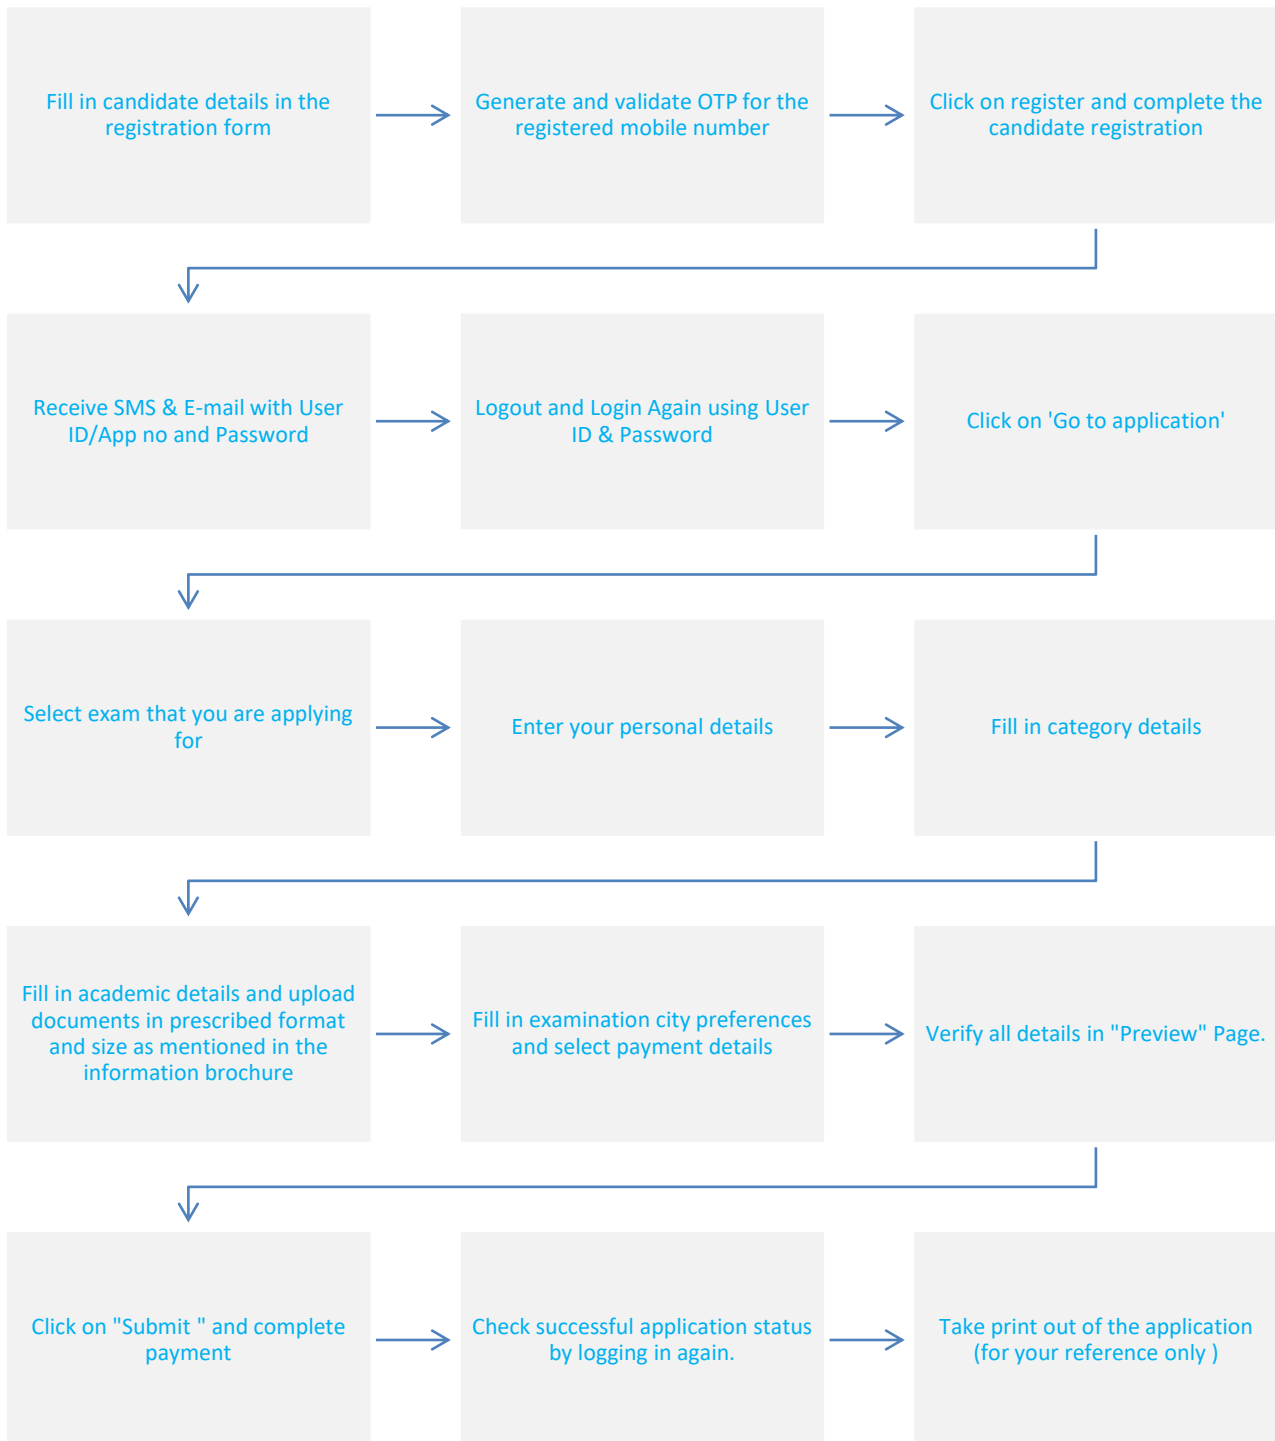 Fill in candidate details in the
registration form
Generate and validate OTP for the
registered mobile number
Click on register and complete the
candidate registration
Receive SMS & E-mail with User
ID/App no and Password
Logout and Login Again using User
ID & Password
Click on 'Go to application'
Select exam that you are applying
for
Enter your personal details
Fill in category details
Fill in academic details and upload
documents in prescribed format
and size as mentioned in the
information brochure
Fill in examination city preferences
and select payment details
Verify all details in "Preview" Page.
Click on "Submit " and complete
payment
Check successful application status
by logging in again.
Take print out of the application
(for your reference only )